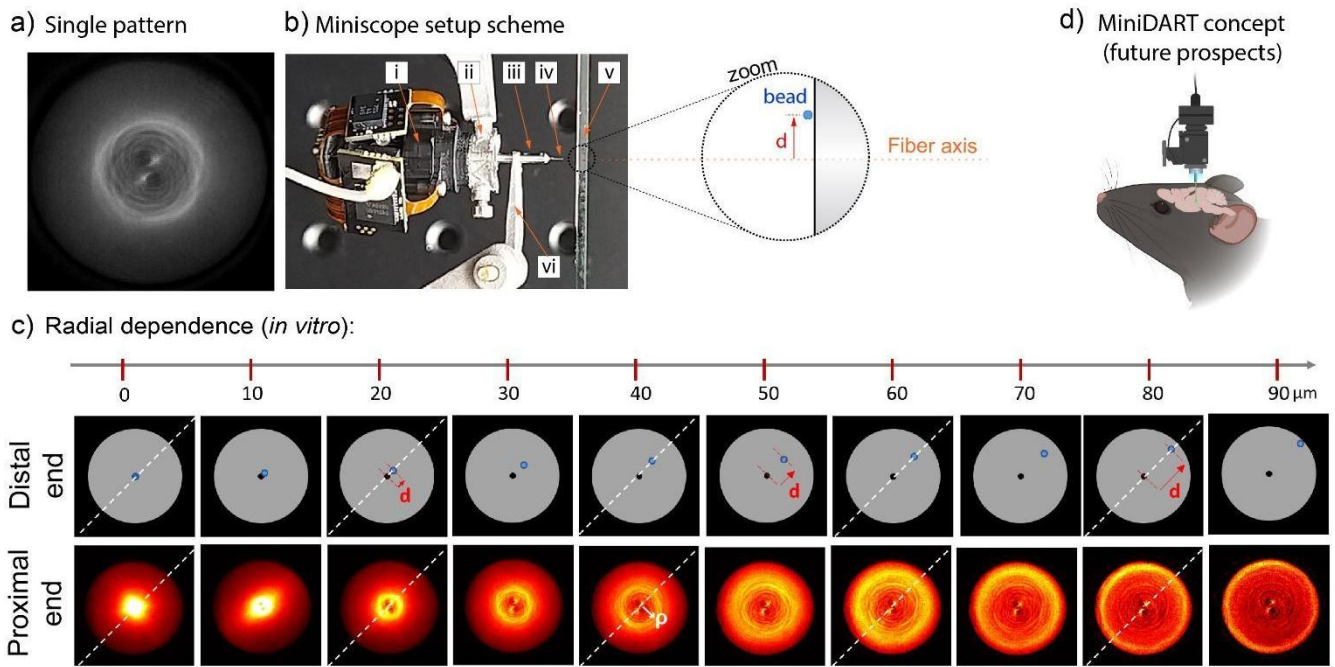 a) Single pattern
b) Miniscope setup scheme
d) MiniDART concept
(future prospects)
i
ii
iii
iv
v
vi
zoom
bead
d
Fiber axis
c) Radial dependence (in vitro):
0
10
20
30
40
50
60
70
80
90 μm
Distal
end
d
d
d
Proximal
end
ρ